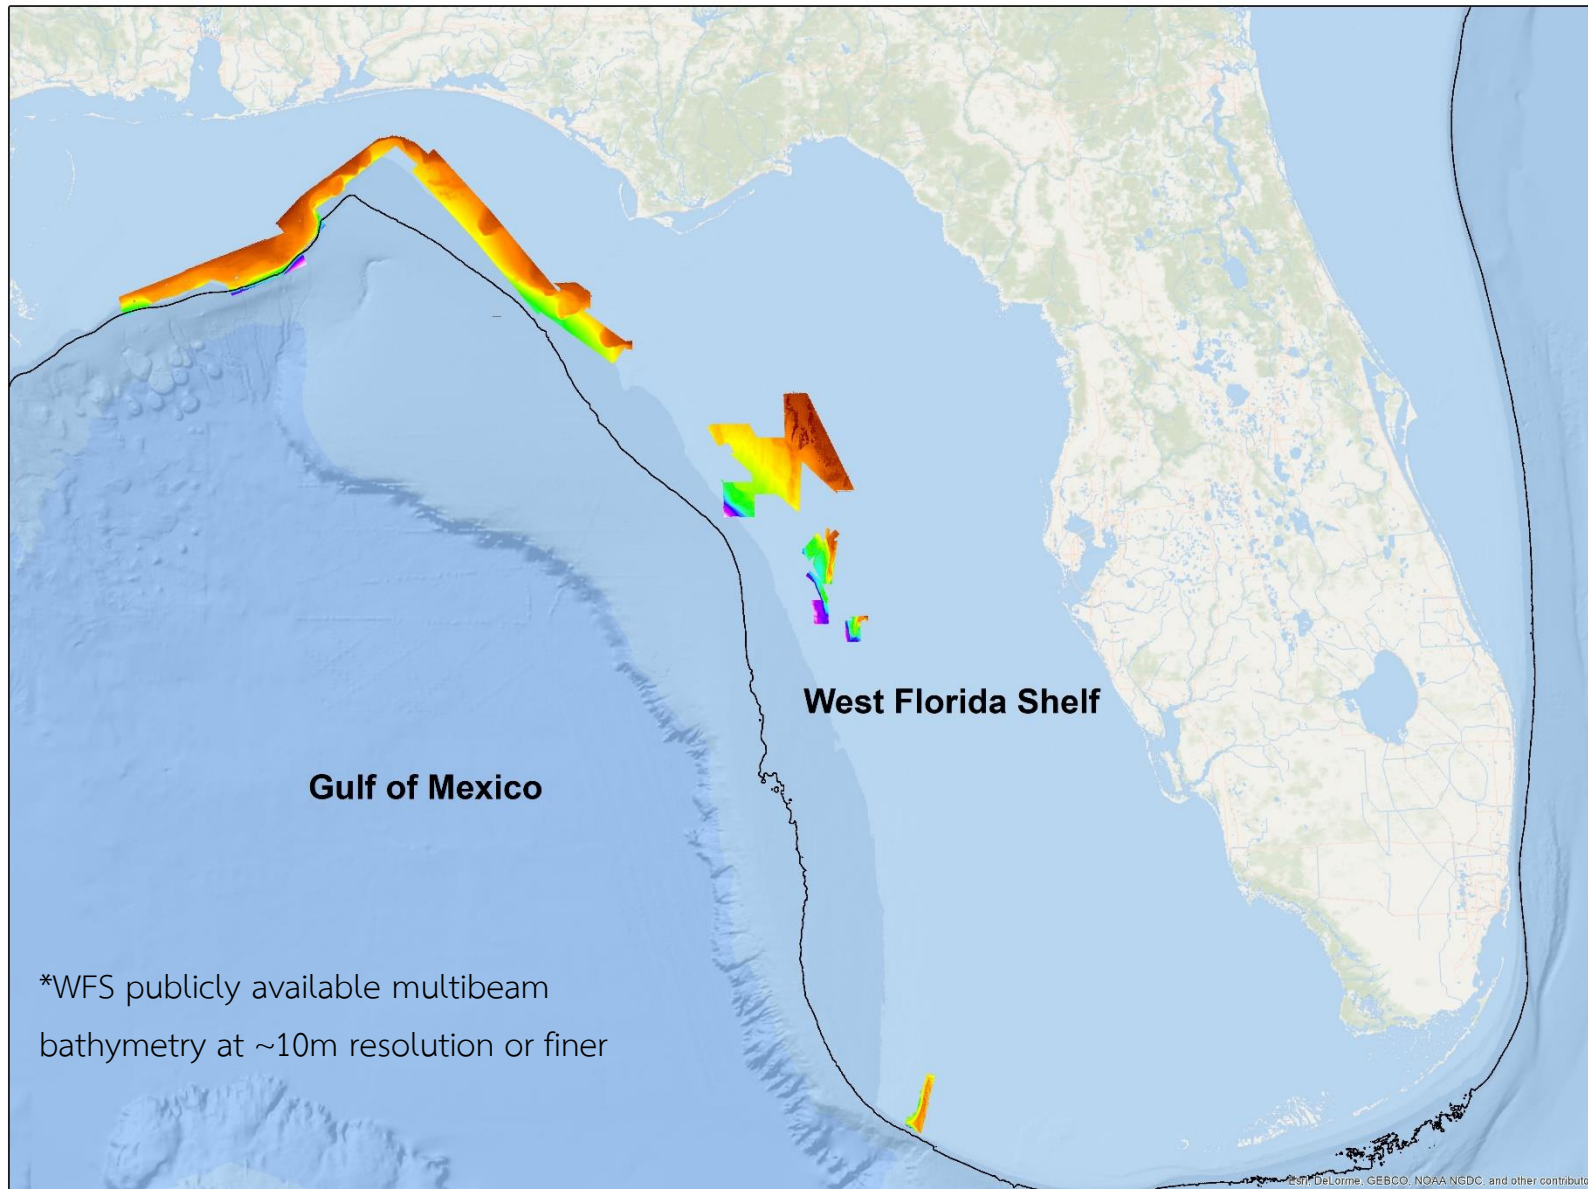 West Florida Shelf
Gulf of Mexico
*WFS publicly available multibeam
bathymetry at ~10m resolution or finer
Esri, DeLorme, GEBCO, NOAA NGDC, and other contributo